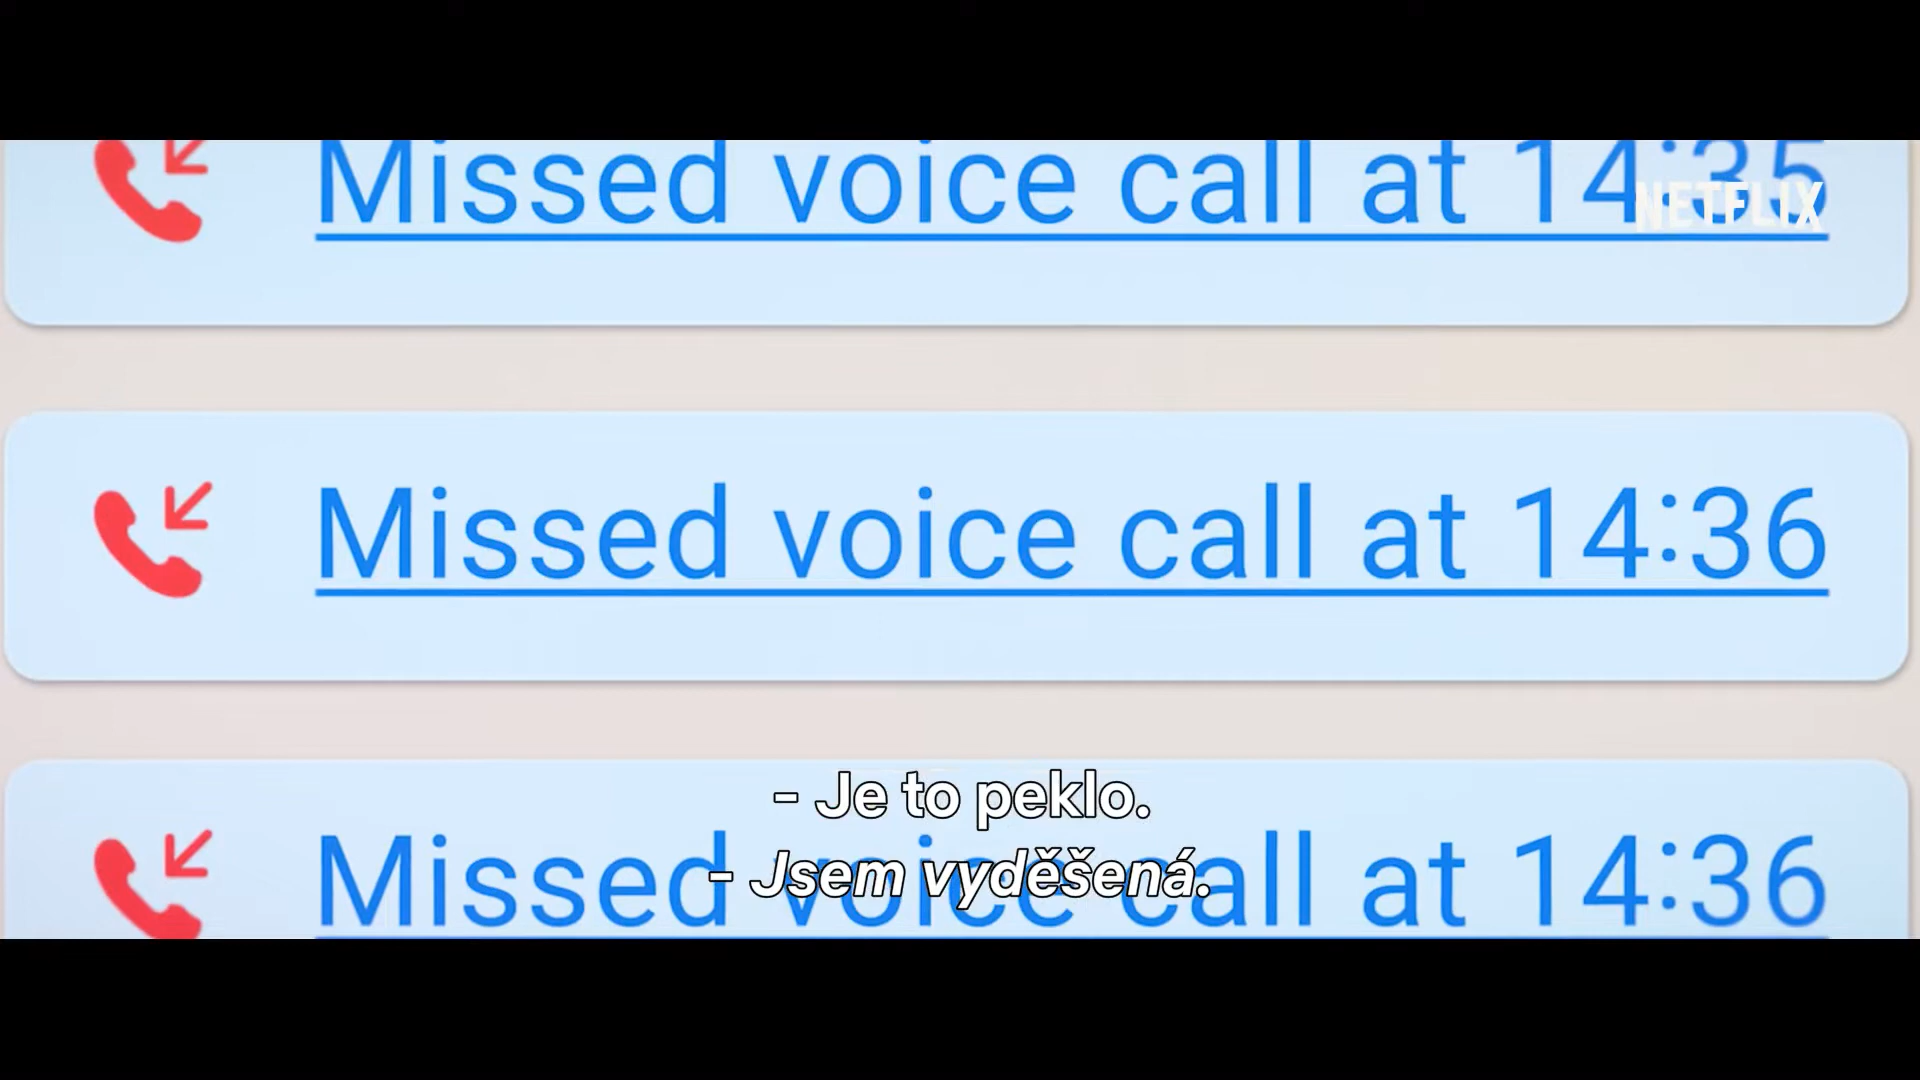 Missed voice call at 14:35
NETFLIX
Missed voice call at 14:36
- Je to peklo.
- Jsem vyděšená.
Missed voice call at 14:36